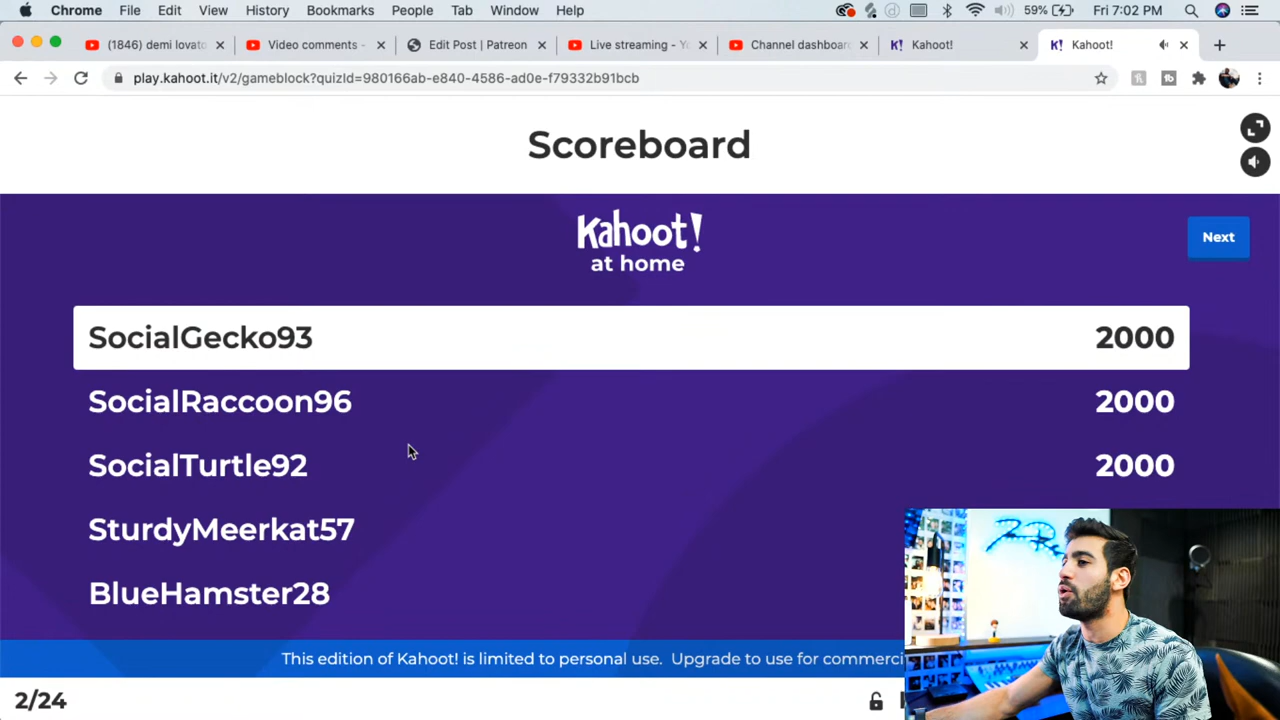 Chrome File Edit View History Bookmarks People Tab Window Help 59% Fri 7:02 PM
(1846) demi lovato Video comments - Edit Post | Patreon Live streaming - Yo Channel dashboard Kahoot! Kahoot!
play.kahoot.it/v2/gameblock?quizId=980166ab-e840-4586-ad0e-f79332b91bcb
Scoreboard
Kahoot!
at home
Next
SocialGecko93 2000
SocialRaccoon96 2000
SocialTurtle92 2000
SturdyMeerkat57
BlueHamster28
This edition of Kahoot! is limited to personal use. Upgrade to use for commerci
2/24